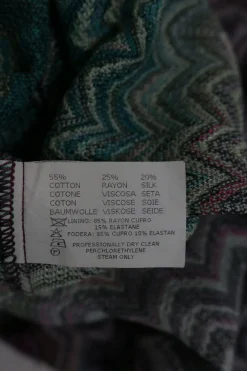 55% 25% 20%
COTTON RAYON SILK
COTONE VISCOSA SETA
COTON VISCOSE SOIE
BAUMWOLLE VISKOSE SEIDE
LINING: 85% RAYON CUPRO
15% ELASTANE
FODERA: 85% CUPRO 15% ELASTAN
PROFESSIONALLY DRY CLEAN
PERCHLORETHYLENE
STEAM ONLY